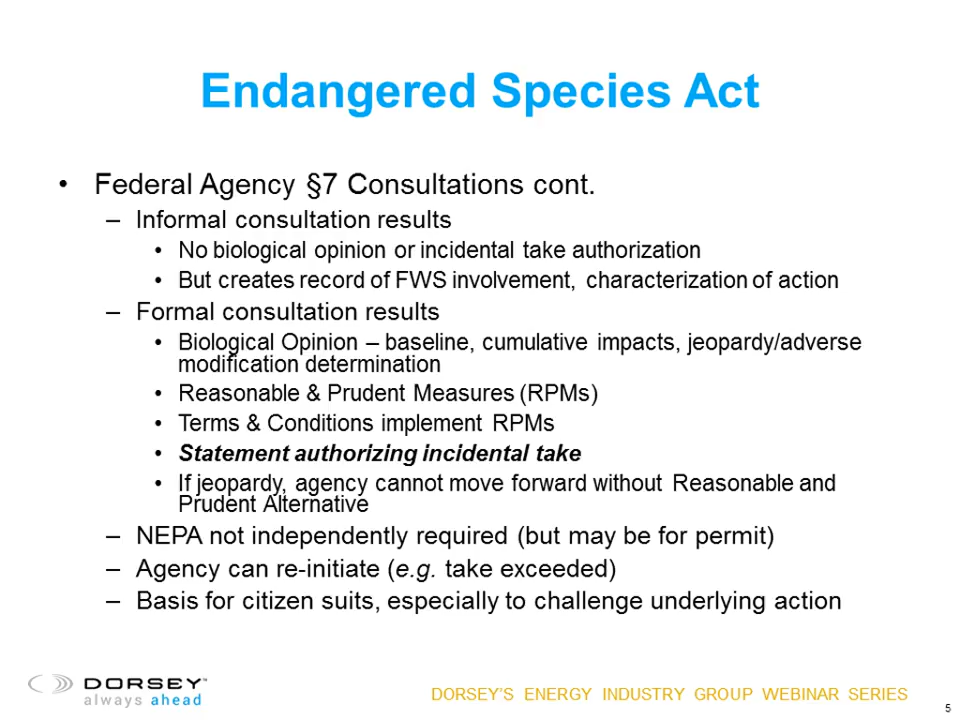 Endangered Species Act
• Federal Agency §7 Consultations cont.
– Informal consultation results
• No biological opinion or incidental take authorization
• But creates record of FWS involvement, characterization of action
– Formal consultation results
• Biological Opinion – baseline, cumulative impacts, jeopardy/adverse
modification determination
• Reasonable & Prudent Measures (RPMs)
• Terms & Conditions implement RPMs
• Statement authorizing incidental take
• If jeopardy, agency cannot move forward without Reasonable and
Prudent Alternative
– NEPA not independently required (but may be for permit)
– Agency can re-initiate (e.g. take exceeded)
– Basis for citizen suits, especially to challenge underlying action
DORSEY™
always ahead
DORSEY'S ENERGY INDUSTRY GROUP WEBINAR SERIES
5